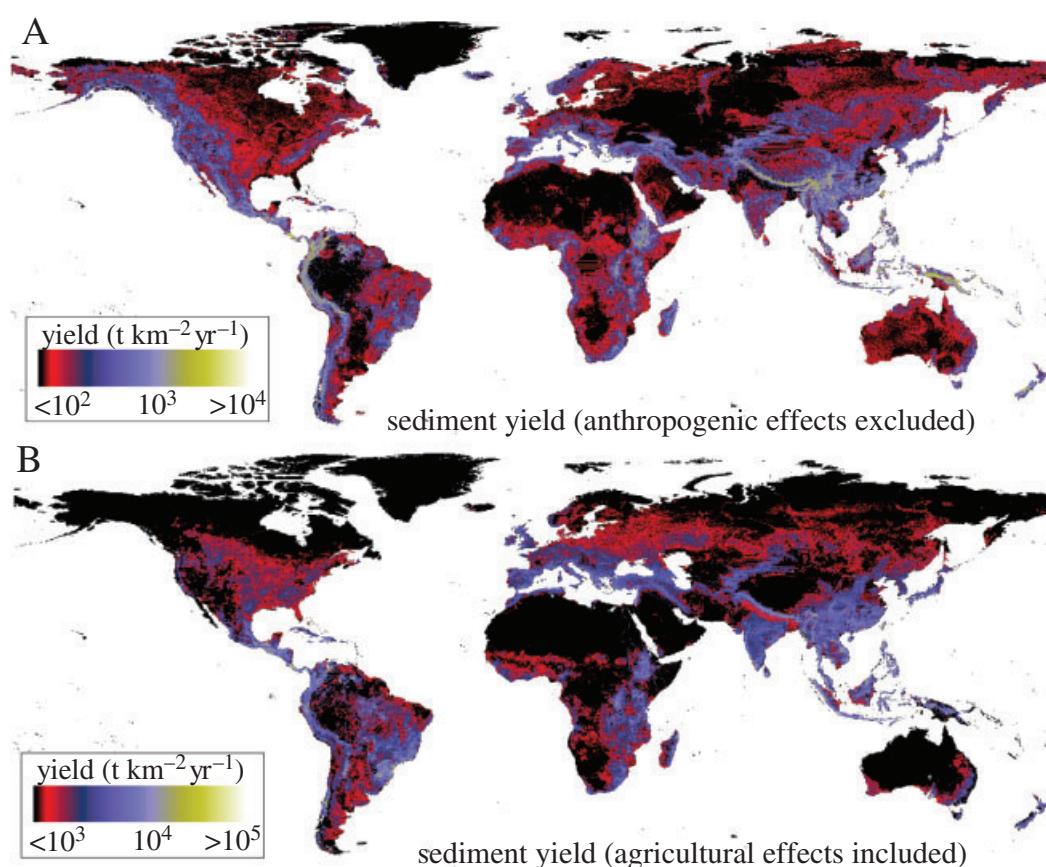 A
yield (t km⁻² yr⁻¹)
<10² 10³ >10⁴
sediment yield (anthropogenic effects excluded)
B
yield (t km⁻² yr⁻¹)
<10³ 10⁴ >10⁵
sediment yield (agricultural effects included)